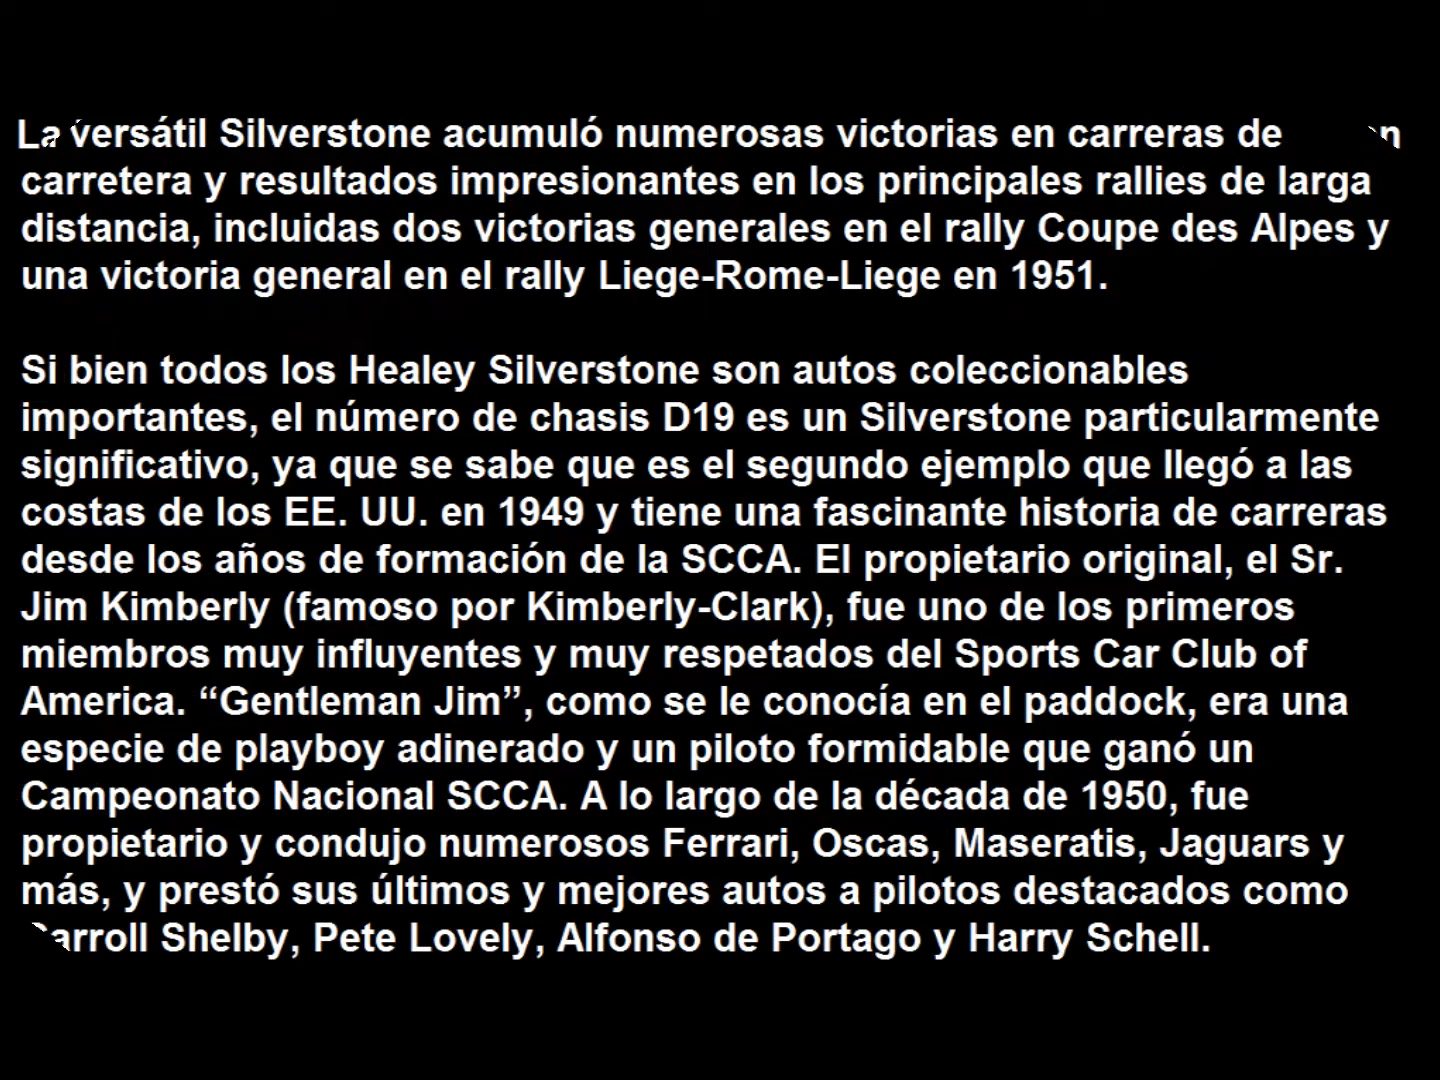 La versátil Silverstone acumuló numerosas victorias en carreras de
carretera y resultados impresionantes en los principales rallies de larga
distancia, incluidas dos victorias generales en el rally Coupe des Alpes y
una victoria general en el rally Liege-Rome-Liege en 1951.
Si bien todos los Healey Silverstone son autos coleccionables
importantes, el número de chasis D19 es un Silverstone particularmente
significativo, ya que se sabe que es el segundo ejemplo que llegó a las
costas de los EE. UU. en 1949 y tiene una fascinante historia de carreras
desde los años de formación de la SCCA. El propietario original, el Sr.
Jim Kimberly (famoso por Kimberly-Clark), fue uno de los primeros
miembros muy influyentes y muy respetados del Sports Car Club of
America. “Gentleman Jim”, como se le conocía en el paddock, era una
especie de playboy adinerado y un piloto formidable que ganó un
Campeonato Nacional SCCA. A lo largo de la década de 1950, fue
propietario y condujo numerosos Ferrari, Oscas, Maseratis, Jaguars y
más, y prestó sus últimos y mejores autos a pilotos destacados como
Carroll Shelby, Pete Lovely, Alfonso de Portago y Harry Schell.